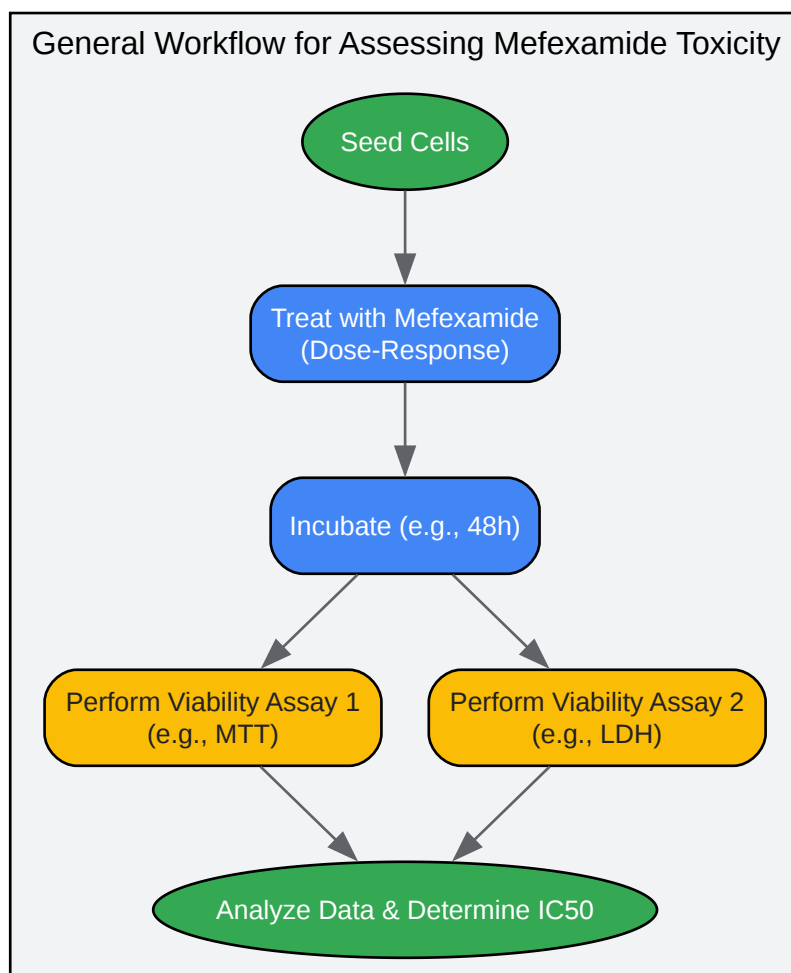 General Workflow for Assessing Mefexamide Toxicity
Seed Cells
Treat with Mefexamide
(Dose-Response)
Incubate (e.g., 48h)
Perform Viability Assay 1
(e.g., MTT)
Perform Viability Assay 2
(e.g., LDH)
Analyze Data & Determine IC50